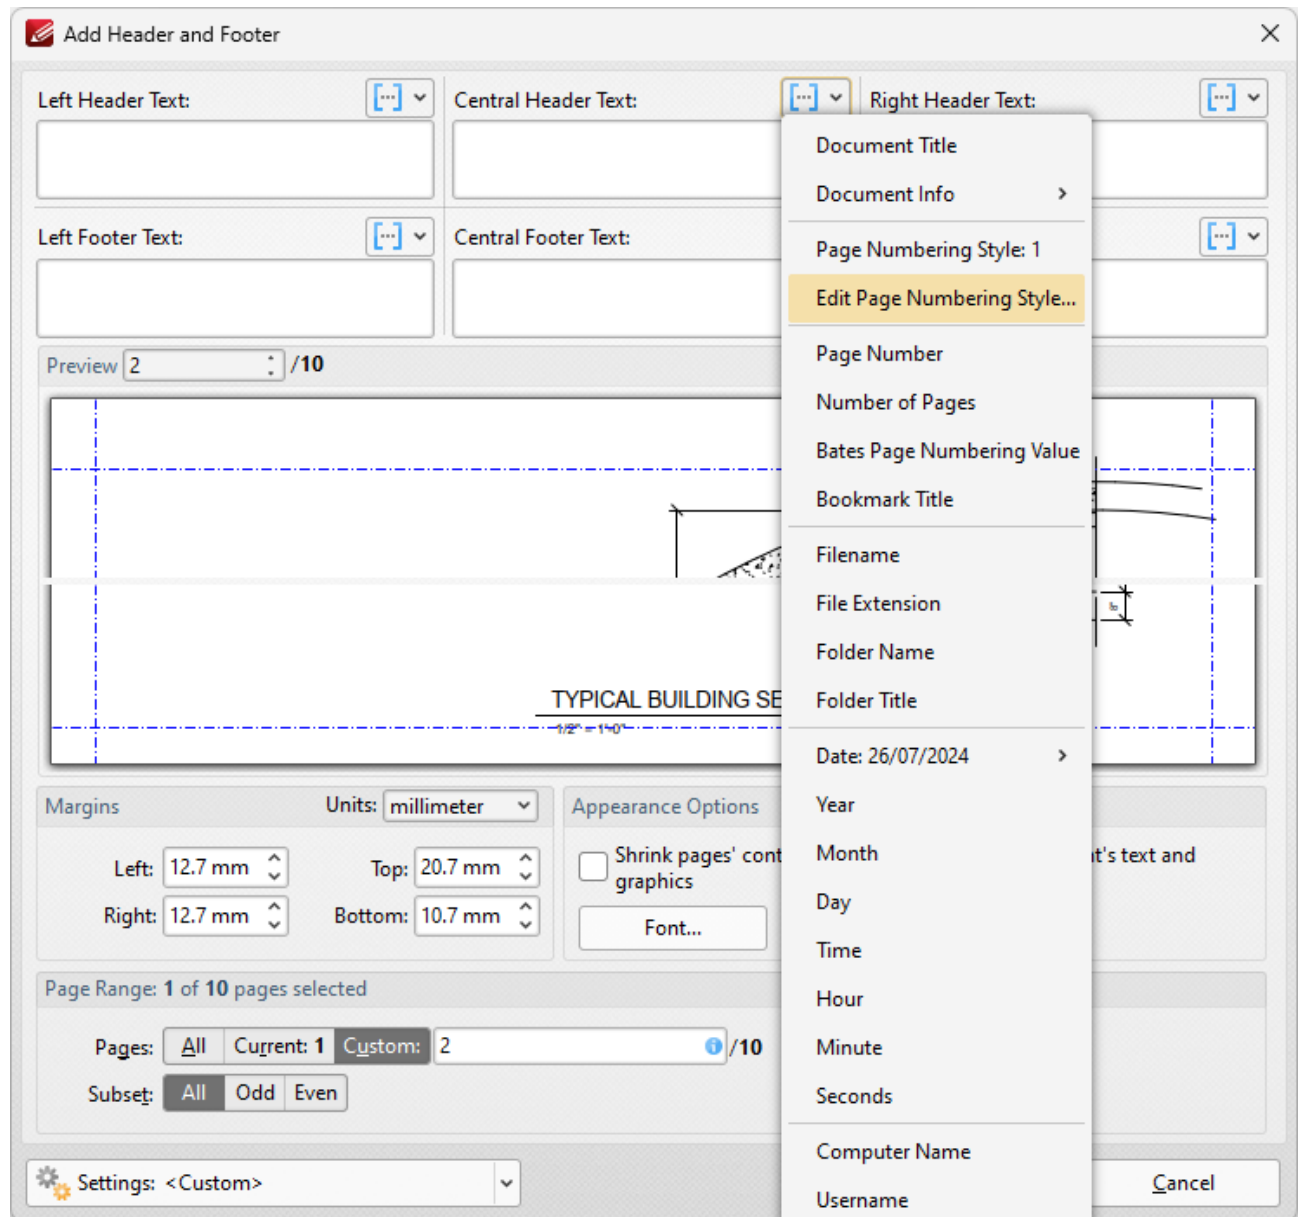 Add Header and Footer
Left Header Text:
Central Header Text:
Right Header Text:
Document Title
Document Info
Left Footer Text:
Central Footer Text:
Page Numbering Style: 1
Edit Page Numbering Style...
Preview 2 /10
Page Number
Number of Pages
Bates Page Numbering Value
Bookmark Title
Filename
File Extension
Folder Name
Folder Title
TYPICAL BUILDING SE
1/2" = 1'-0"
Date: 26/07/2024
Year
Month
Day
Time
Hour
Minute
Seconds
Computer Name
Username
Margins
Units: millimeter
Left: 12.7 mm
Top: 20.7 mm
Right: 12.7 mm
Bottom: 10.7 mm
Appearance Options
Shrink pages' cont
t's text and
graphics
Font...
Page Range: 1 of 10 pages selected
Pages: All Current: 1 Custom: 2 /10
Subset: All Odd Even
Settings: <Custom>
Cancel